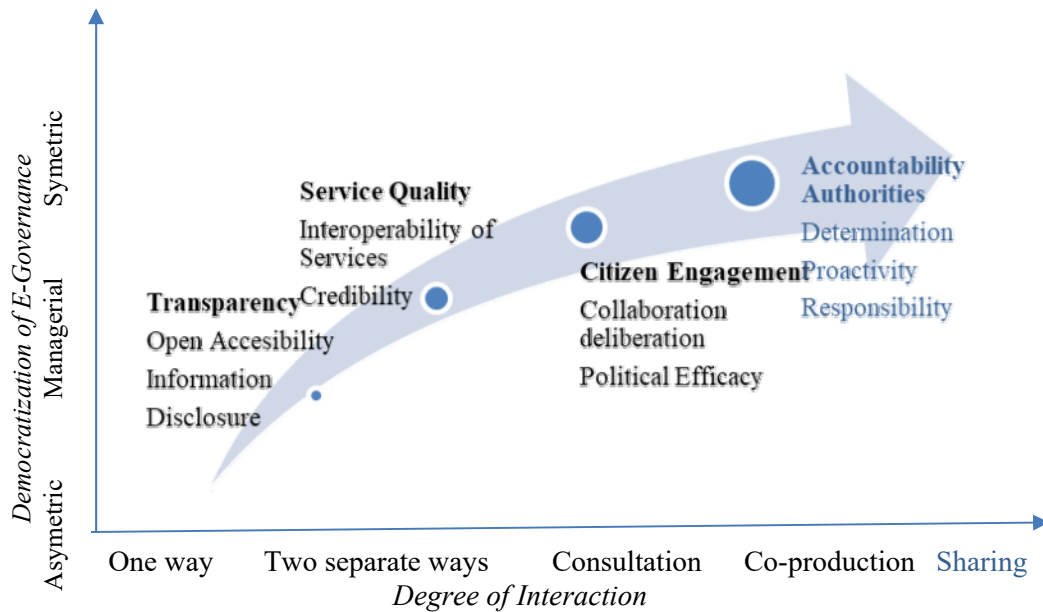 Democratization of E-Governance
Symetric
Managerial
Asymetric
Transparency
Open Accesibility
Information
Disclosure
Service Quality
Interoperability of
Services
Credibility
Citizen Engagement
Collaboration
deliberation
Political Efficacy
Accountability
Authorities
Determination
Proactivity
Responsibility
One way
Two separate ways
Consultation
Co-production
Sharing
Degree of Interaction